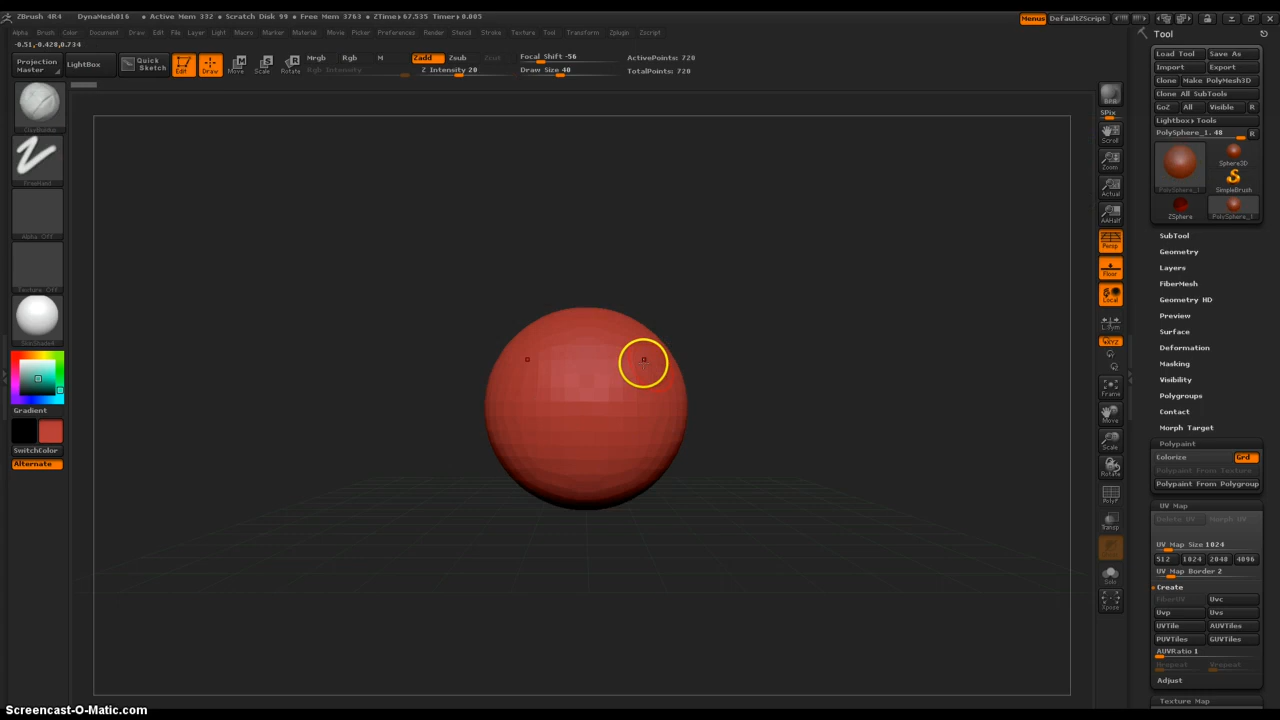 ZBrush 4R4 DynaMesh016 • Active Mem 332 • Scratch Disk 99 • Free Mem 3763 • ZTime▸67.535 Timer▸0.005
Menus DefaultZScript
Alpha Brush Color Document Draw Edit File Layer Light Macro Marker Material Movie Picker Preferences Render Stencil Stroke Texture Tool Transform Zplugin Zscript
-0.51,-0.428,0.734
Projection Master
LightBox
Quick Sketch
Edit
Draw
Move
Scale
Rotate
Mrgb Rgb M
Rgb Intensity
Zadd Zsub Zcut
Z Intensity 20
Focal Shift -56
Draw Size 40
ActivePoints: 720
TotalPoints: 720
FreeHand
Alpha Off
Texture Off
SkinShade4
Gradient
SwitchColor
Alternate
BPR
SPix
Scroll
Zoom
Actual
AAHalf
Persp
Floor
Local
L.Sym
XYZ
Frame
Move
Scale
Rotate
PolyF
Transp
Solo
Xpose
Tool
Load Tool Save As
Import Export
Clone Make PolyMesh3D
Clone All SubTools
GoZ All Visible R
Lightbox▸Tools
PolySphere_1. 48 R
PolySphere_1
Sphere3D
SimpleBrush
ZSphere
PolySphere_1
SubTool
Geometry
Layers
FiberMesh
Geometry HD
Preview
Surface
Deformation
Masking
Visibility
Polygroups
Contact
Morph Target
Polypaint
Colorize Grd
Polypaint From Texture
Polypaint From Polygroup
UV Map
Delete UV Morph UV
UV Map Size 1024
512 1024 2048 4096
UV Map Border 2
Create
FiberUV Uvc
Uvp Uvs
UVTile AUVTiles
PUVTiles GUVTiles
AUVRatio 1
Hrepeat Vrepeat
Adjust
Texture Map
Screencast-O-Matic.com